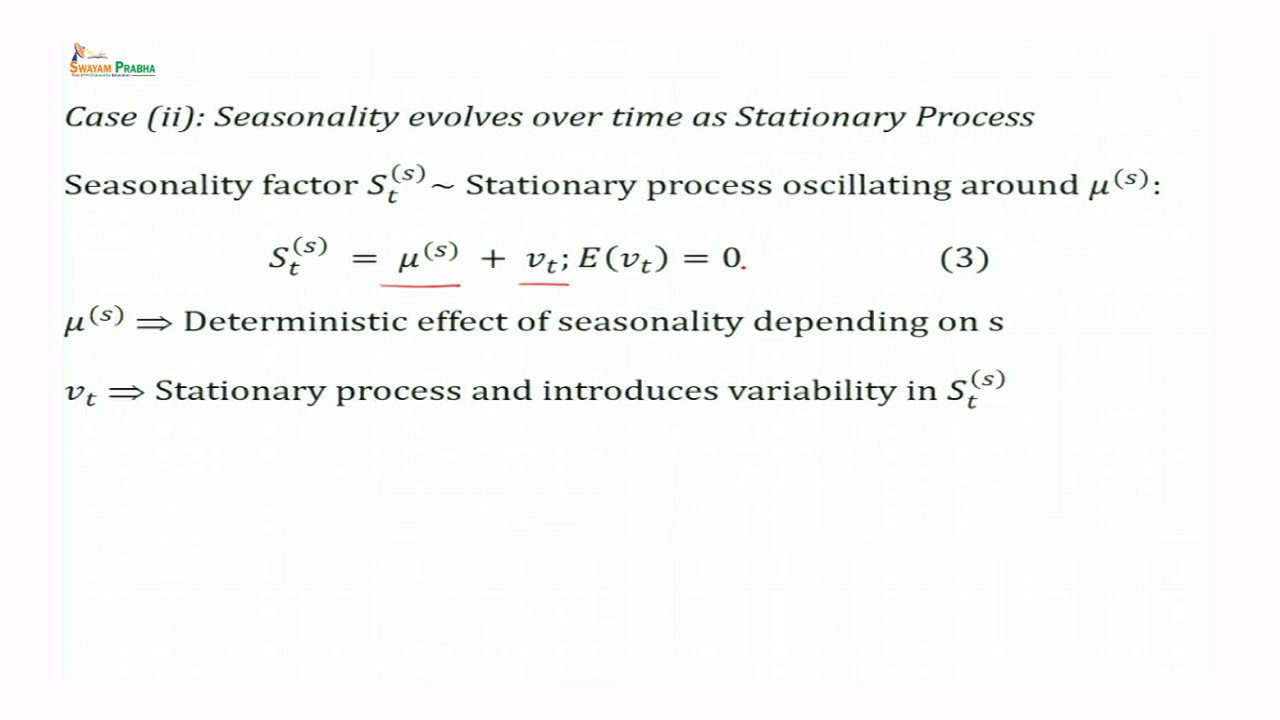 SWAYAM PRABHA
Case (ii): Seasonality evolves over time as Stationary Process
Seasonality factor S_t^(s) ~ Stationary process oscillating around μ^(s):
S_t^(s) = μ^(s) + v_t; E(v_t) = 0. (3)
μ^(s) ⟹ Deterministic effect of seasonality depending on s
v_t ⟹ Stationary process and introduces variability in S_t^(s)